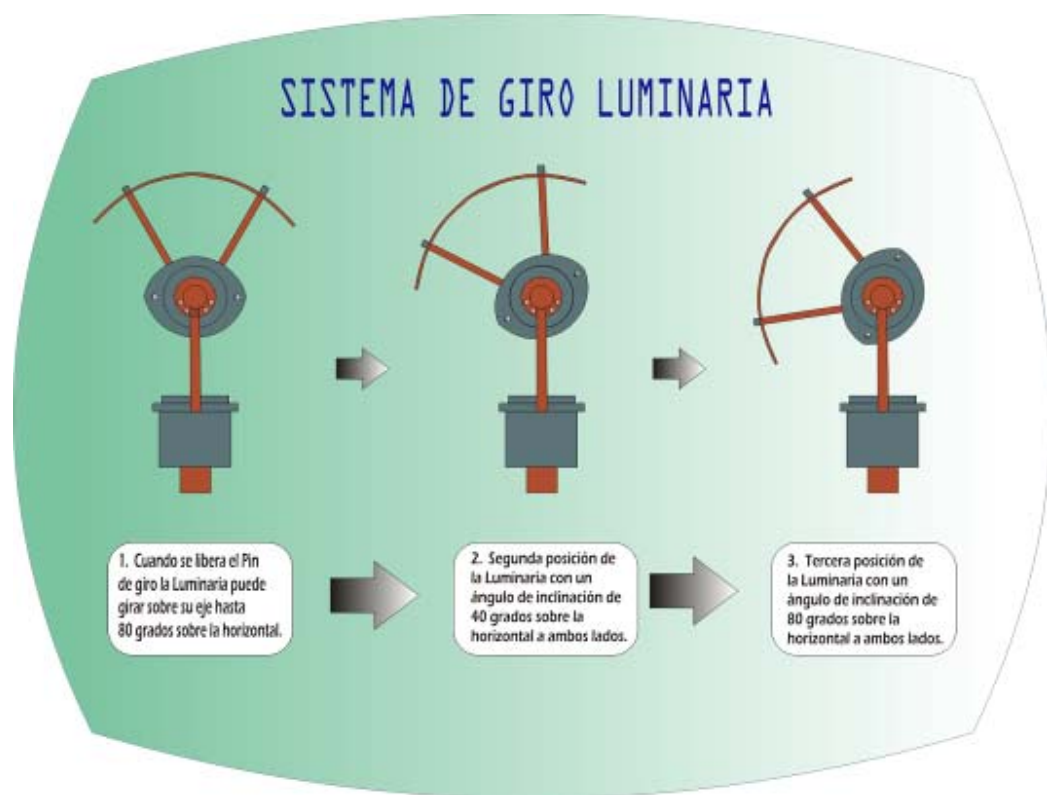 SISTEMA DE GIRO LUMINARIA
1. Cuando se libera el Pin
de giro la Luminaria puede
girar sobre su eje hasta
80 grados sobre la horizontal.
2. Segunda posición de
la Luminaria con un
ángulo de inclinación de
40 grados sobre la
horizontal a ambos lados.
3. Tercera posición de
la Luminaria con un
ángulo de inclinación de
80 grados sobre la
horizontal a ambos lados.